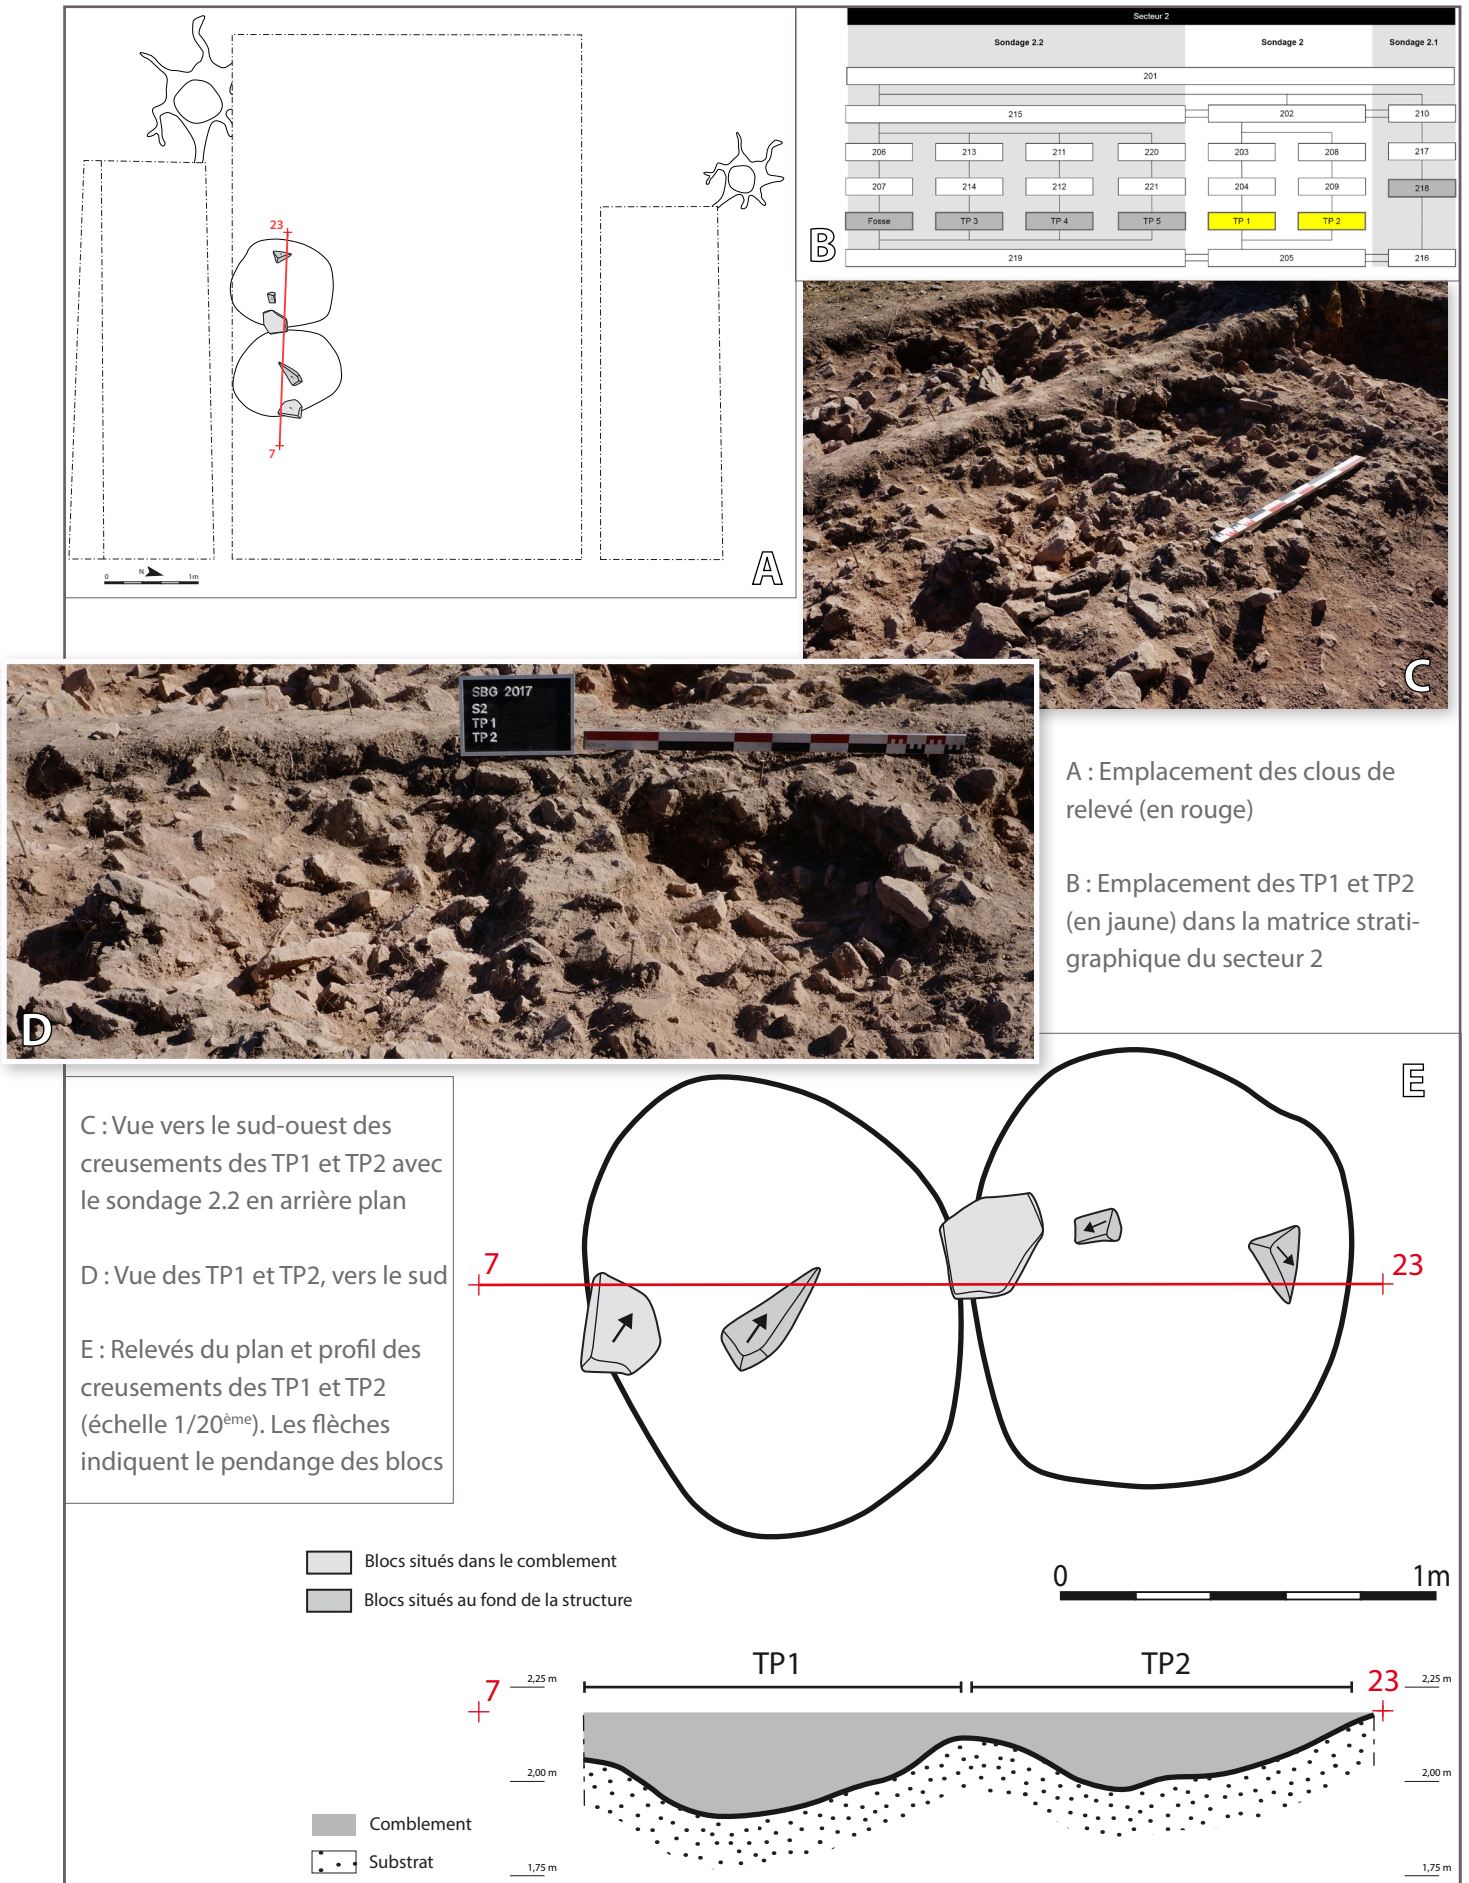 23
7
N
0 1m
A
Secteur 2
Sondage 2.2 Sondage 2 Sondage 2.1
201
215 202 210
206 213 211 220 203 208 217
207 214 212 221 204 209 218
Fosse TP 3 TP 4 TP 5 TP 1 TP 2
219 205 216
B
C
SBG 2017
S2
TP 1
TP 2
D
A : Emplacement des clous de
relevé (en rouge)
B : Emplacement des TP1 et TP2
(en jaune) dans la matrice strati-
graphique du secteur 2
C : Vue vers le sud-ouest des
creusements des TP1 et TP2 avec
le sondage 2.2 en arrière plan
D : Vue des TP1 et TP2, vers le sud
E : Relevés du plan et profil des
creusements des TP1 et TP2
(échelle 1/20ème). Les flèches
indiquent le pendange des blocs
E
7 23
Blocs situés dans le comblement
Blocs situés au fond de la structure
0 1m
TP1 TP2
7 2,25 m 23 2,25 m
2,00 m 2,00 m
1,75 m 1,75 m
Comblement
Substrat